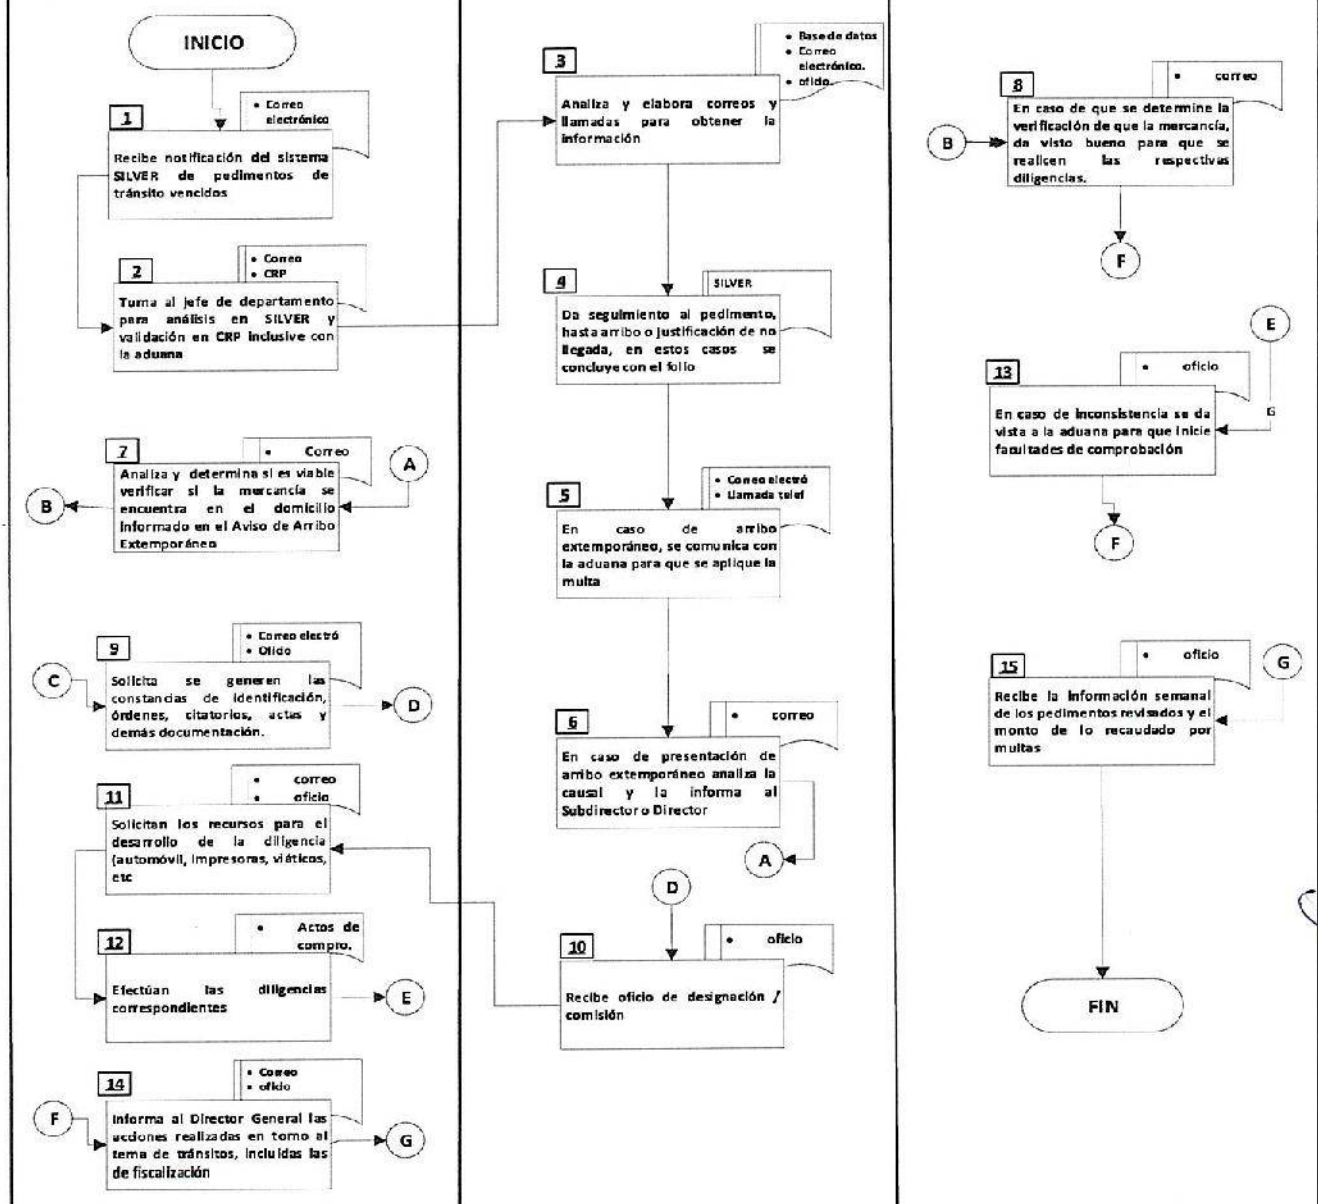 INICIO
• Correo
electrónico
1
Recibe notificación del sistema
SILVER de pedimentos de
tránsito vencidos
• Correo
• CRP
2
Turna al jefe de departamento
para análisis en SILVER y
validación en CRP inclusive con
la aduana
• Correo
7
Analiza y determina si es viable
verificar si la mercancía se
encuentra en el domicilio
informado en el Aviso de Arribo
Extemporáneo
A
B
• Correo electró
• Oficio
9
C
Solicita se generen las
constancias de identificación,
órdenes, citatorios, actas y
demás documentación.
D
• correo
• oficio
11
Solicitan los recursos para el
desarrollo de la diligencia
(automóvil, impresoras, viáticos,
etc
• Actos de
compro.
12
Efectúan las diligencias
correspondientes
E
• Correo
• oficio
14
F
Informa al Director General las
acciones realizadas en torno al
tema de tránsitos, incluidas las
de fiscalización
G
• Base de datos
• Correo
electrónico.
• oficio.
3
Analiza y elabora correos y
llamadas para obtener la
información
SILVER
4
Da seguimiento al pedimento,
hasta arribo o justificación de no
llegada, en estos casos se
concluye con el folio
• Correo electró
• Llamada telef
5
En caso de arribo
extemporáneo, se comunica con
la aduana para que se aplique la
multa
• correo
6
En caso de presentación de
arribo extemporáneo analiza la
causal y la informa al
Subdirector o Director
A
D
• oficio
10
Recibe oficio de designación /
comisión
• correo
8
B
En caso de que se determine la
verificación de que la mercancía,
da visto bueno para que se
realicen las respectivas
diligencias.
F
E
• oficio
13
G
En caso de inconsistencia se da
vista a la aduana para que inicie
facultades de comprobación
F
• oficio
15
G
Recibe la información semanal
de los pedimentos revisados y el
monto de lo recaudado por
multas
FIN